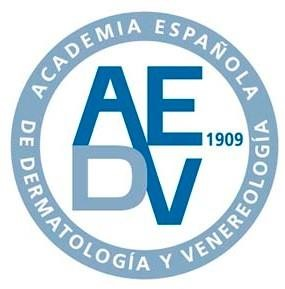 ACADEMIA ESPAÑOLA
DE DERMATOLOGÍA Y VENEREOLOGÍA
AE
1909
DV